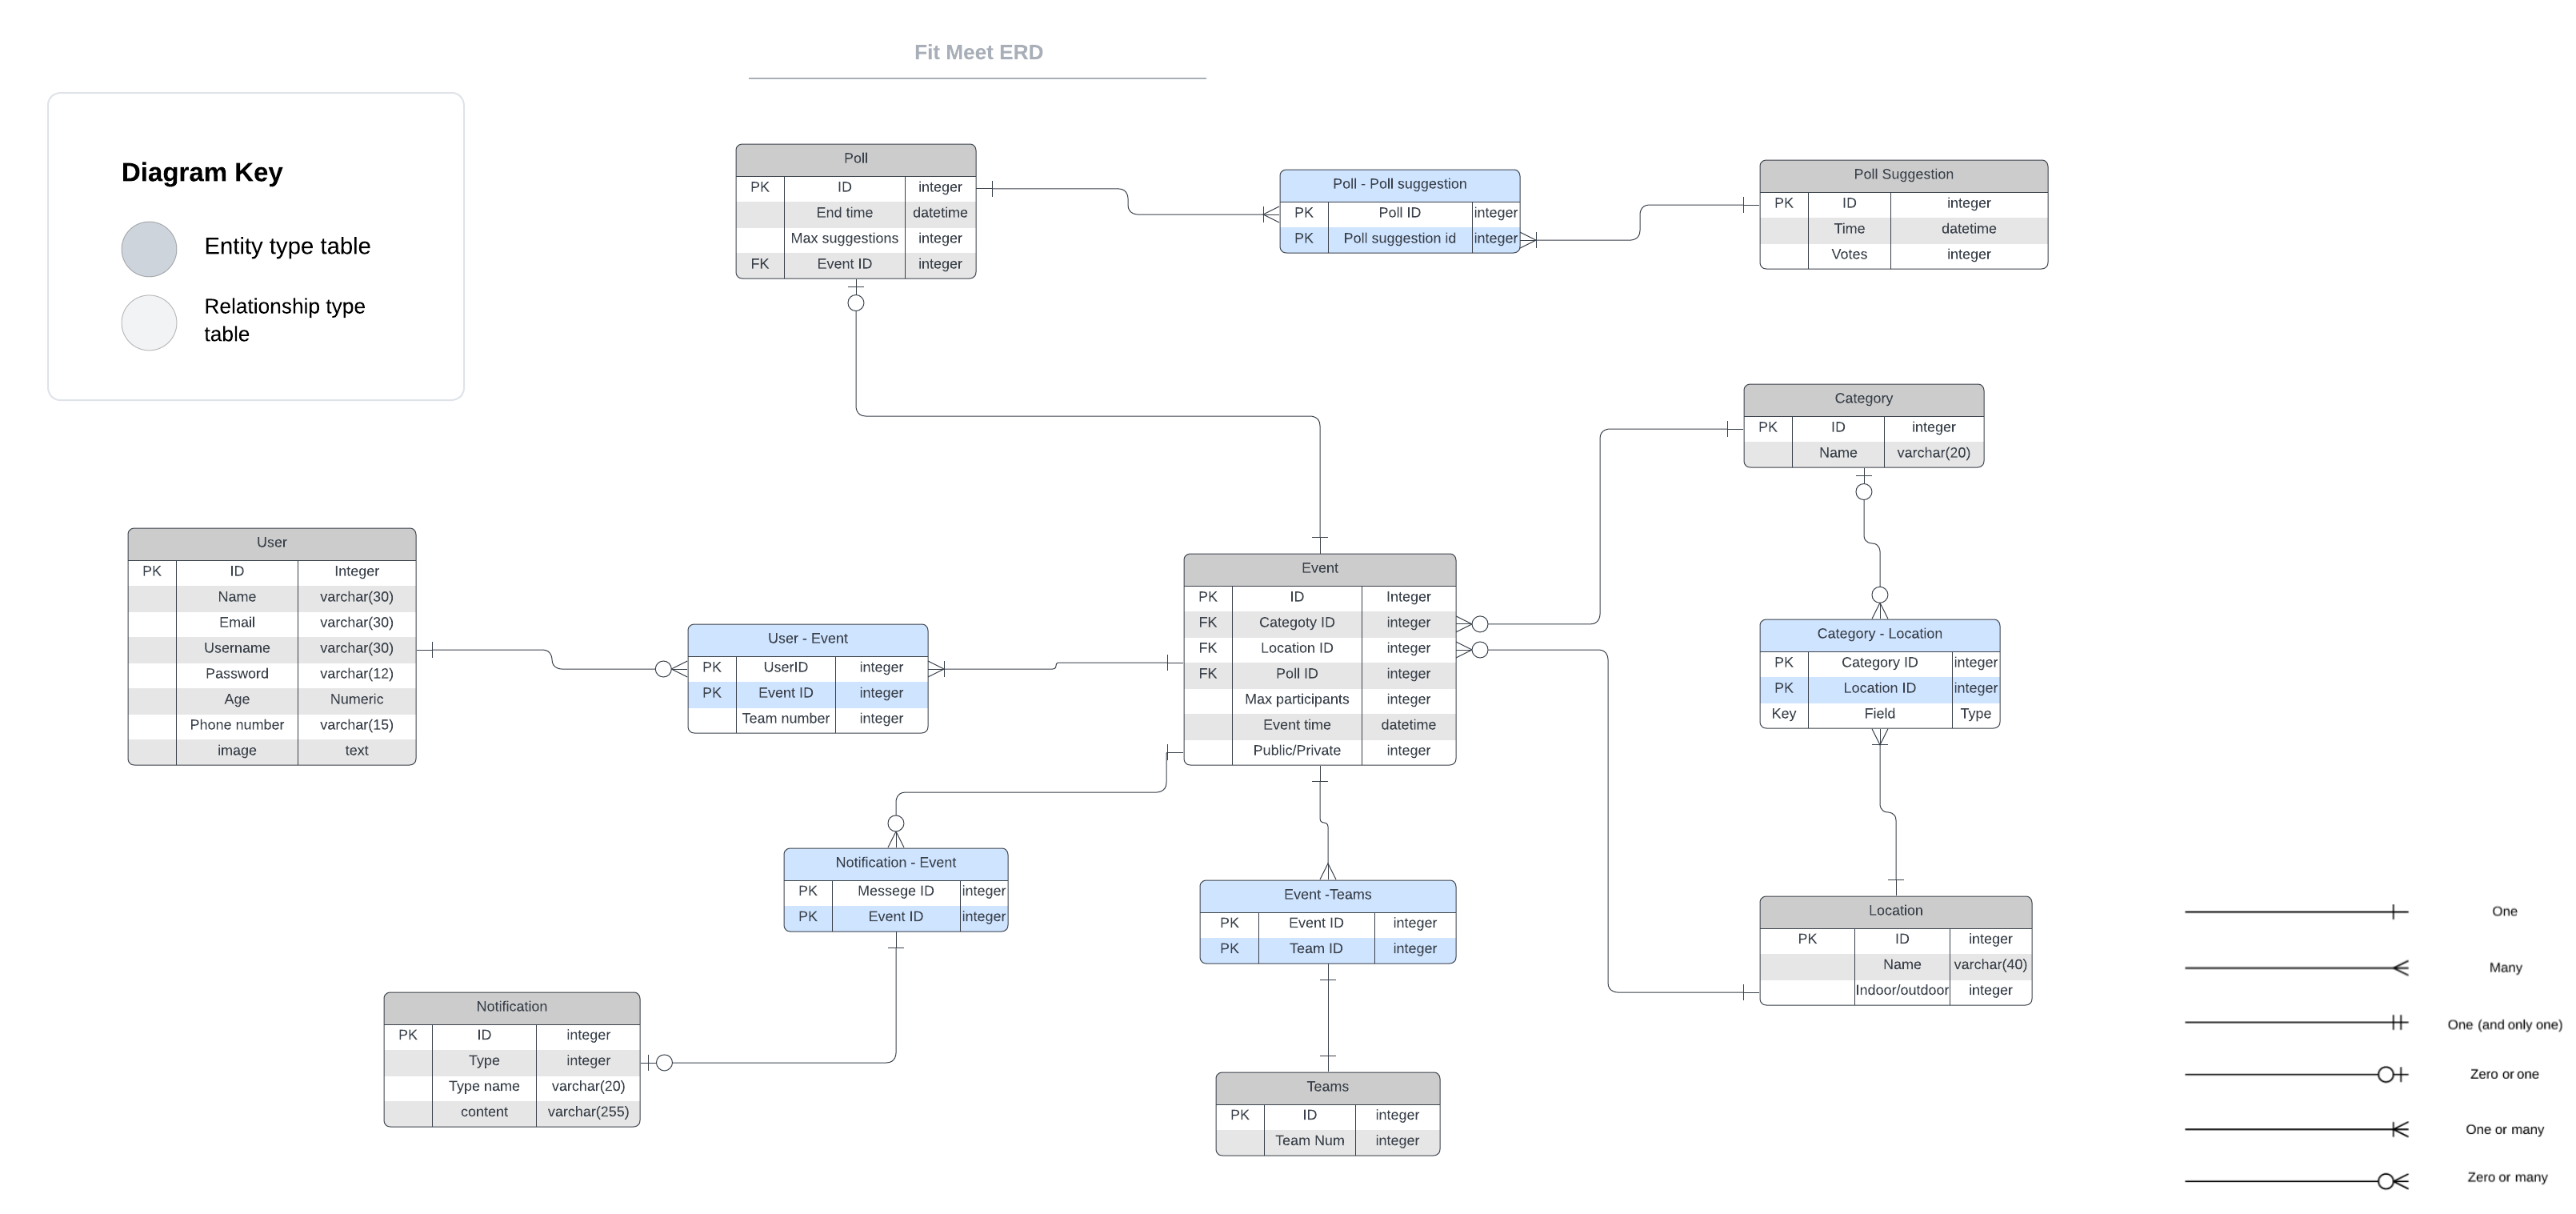 Fit Meet ERD
Diagram Key
Entity type table
Relationship type
table
Poll
PK ID integer
End time datetime
Max suggestions integer
FK Event ID integer
Poll - Poll suggestion
PK Poll ID integer
PK Poll suggestion id integer
Poll Suggestion
PK ID integer
Time datetime
Votes integer
Category
PK ID integer
Name varchar(20)
User
PK ID Integer
Name varchar(30)
Email varchar(30)
Username varchar(30)
Password varchar(12)
Age Numeric
Phone number varchar(15)
image text
User - Event
PK UserID integer
PK Event ID integer
Team number integer
Event
PK ID Integer
FK Categoty ID integer
FK Location ID integer
FK Poll ID integer
Max participants integer
Event time datetime
Public/Private integer
Category - Location
PK Category ID integer
PK Location ID integer
Key Field Type
Notification - Event
PK Messege ID integer
PK Event ID integer
Event -Teams
PK Event ID integer
PK Team ID integer
Location
PK ID integer
Name varchar(40)
Indoor/outdoor integer
Notification
PK ID integer
Type integer
Type name varchar(20)
content varchar(255)
Teams
PK ID integer
Team Num integer
One
Many
One (and only one)
Zero or one
One or many
Zero or many